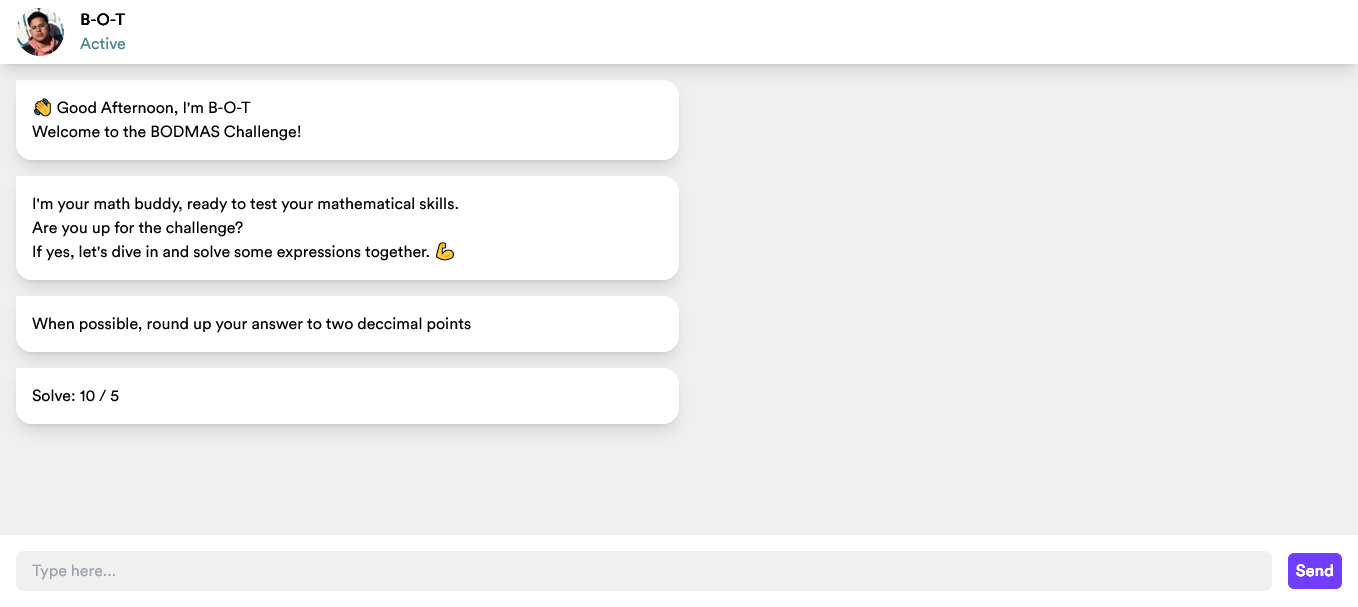 B-O-T
Active
👋 Good Afternoon, I'm B-O-T
Welcome to the BODMAS Challenge!
I'm your math buddy, ready to test your mathematical skills.
Are you up for the challenge?
If yes, let's dive in and solve some expressions together. 💪
When possible, round up your answer to two deccimal points
Solve: 10 / 5
Type here...
Send